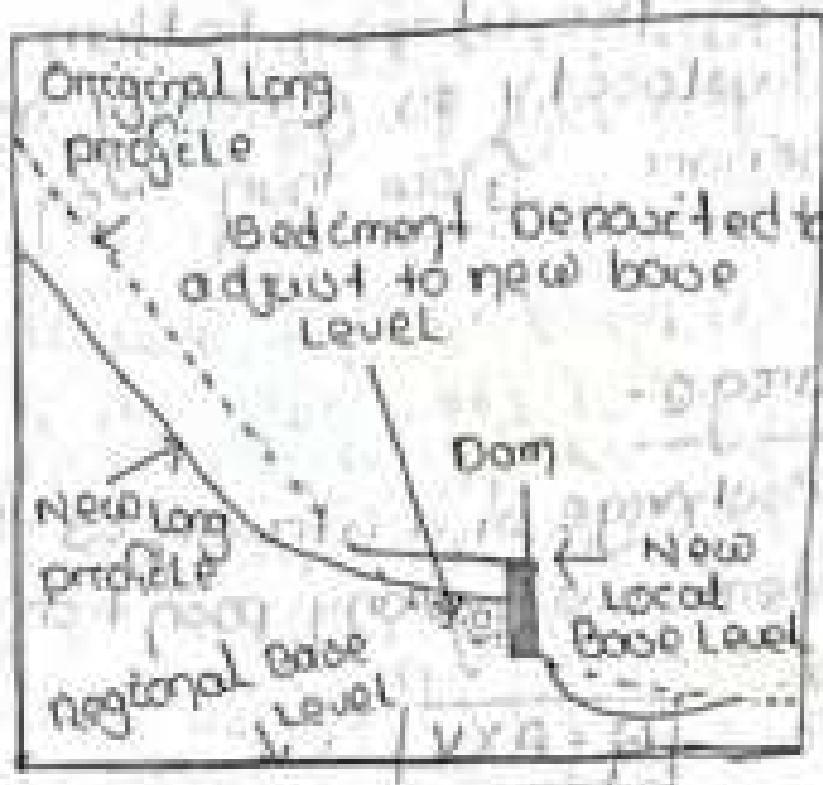 Original Long
profile
Sediment Deposited to
adjust to new base
Level
Dam
New Long
profile
New
Local
Base Level
Regional Base
Level